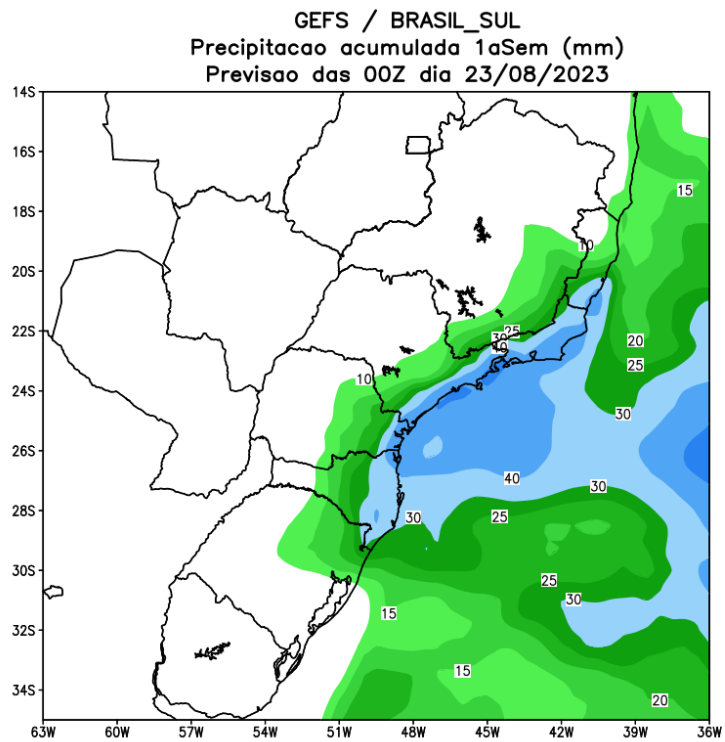 GEFS / BRASIL_SUL
Precipitacao acumulada 1aSem (mm)
Previsao das 00Z dia 23/08/2023
14S
16S
15
18S
10
20S
22S
25
30
20
40
25
10
24S
30
26S
40
30
28S
30
25
30S
25
30
15
32S
15
34S
20
63W 60W 57W 54W 51W 48W 45W 42W 39W 36W